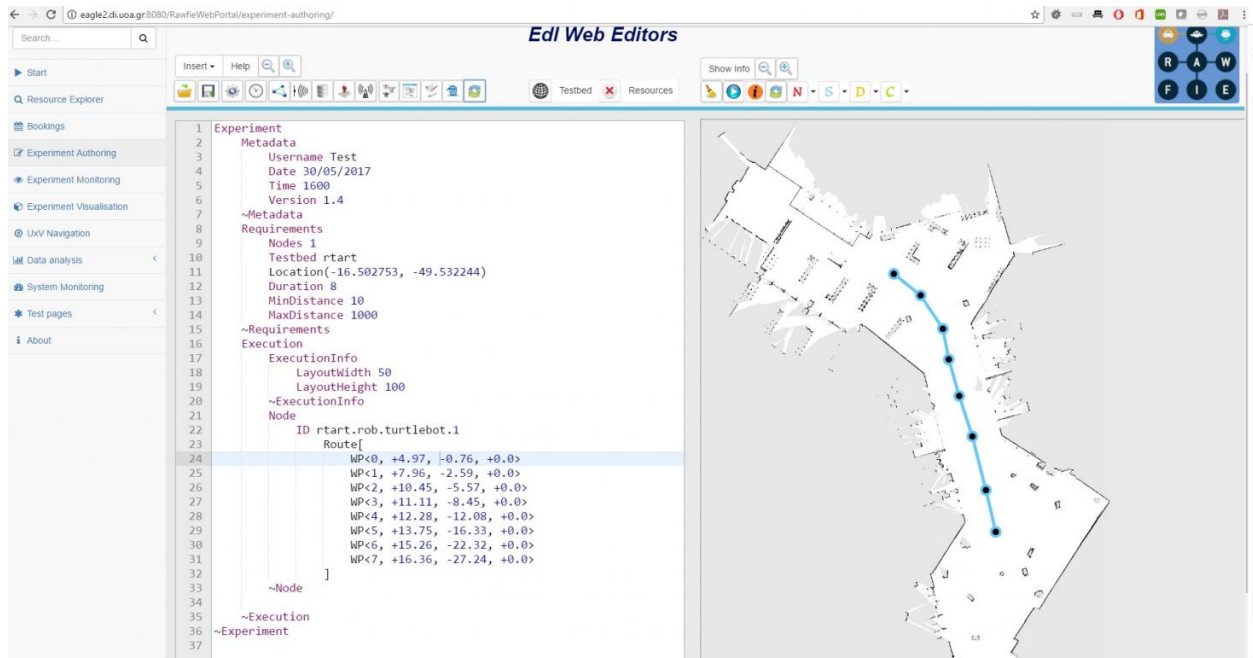 eagle2.di.uoa.gr:8080/RawfieWebPortal/experiment-authoring/
Search...
Start
Resource Explorer
Bookings
Experiment Authoring
Experiment Monitoring
Experiment Visualisation
UxV Navigation
Data analysis
System Monitoring
Test pages
About
Edl Web Editors
Insert Help
Testbed Resources
Show Info
N S D C
R A W
F I E
1 Experiment
2 Metadata
3 Username Test
4 Date 30/05/2017
5 Time 1600
6 Version 1.4
7 ~Metadata
8 Requirements
9 Nodes 1
10 Testbed rtart
11 Location(-16.502753, -49.532244)
12 Duration 8
13 MinDistance 10
14 MaxDistance 1000
15 ~Requirements
16 Execution
17 ExecutionInfo
18 LayoutWidth 50
19 LayoutHeight 100
20 ~ExecutionInfo
21 Node
22 ID rtart.rob.turtlebot.1
23 Route[
24 WP<0, +4.97, -0.76, +0.0>
25 WP<1, +7.96, -2.59, +0.0>
26 WP<2, +10.45, -5.57, +0.0>
27 WP<3, +11.11, -8.45, +0.0>
28 WP<4, +12.28, -12.08, +0.0>
29 WP<5, +13.75, -16.33, +0.0>
30 WP<6, +15.26, -22.32, +0.0>
31 WP<7, +16.36, -27.24, +0.0>
32 ]
33 ~Node
34
35 ~Execution
36 ~Experiment
37